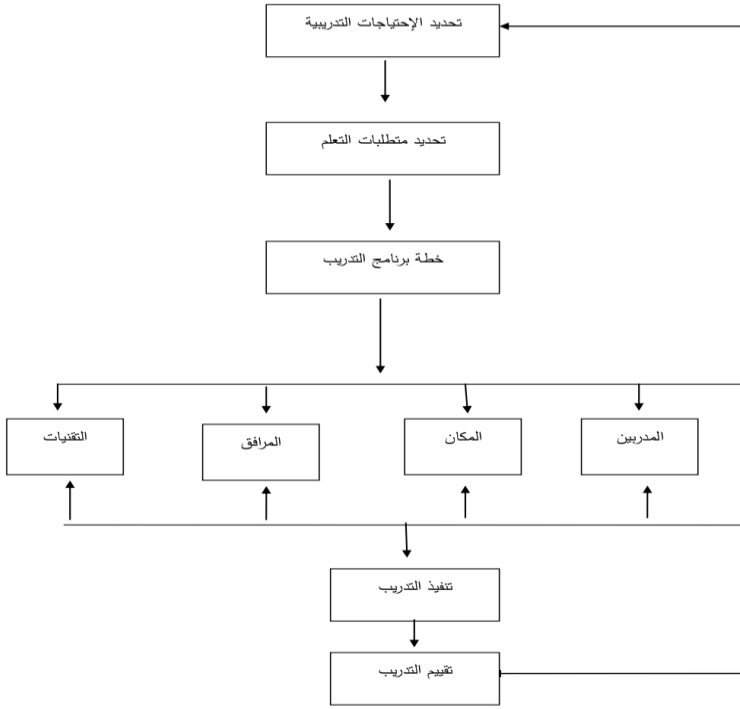 تحديد الإحتياجات التدريبية
تحديد متطلبات التعلم
خطة برنامج التدريب
المدربين
المكان
المرافق
التقنيات
تنفيذ التدريب
تقييم التدريب